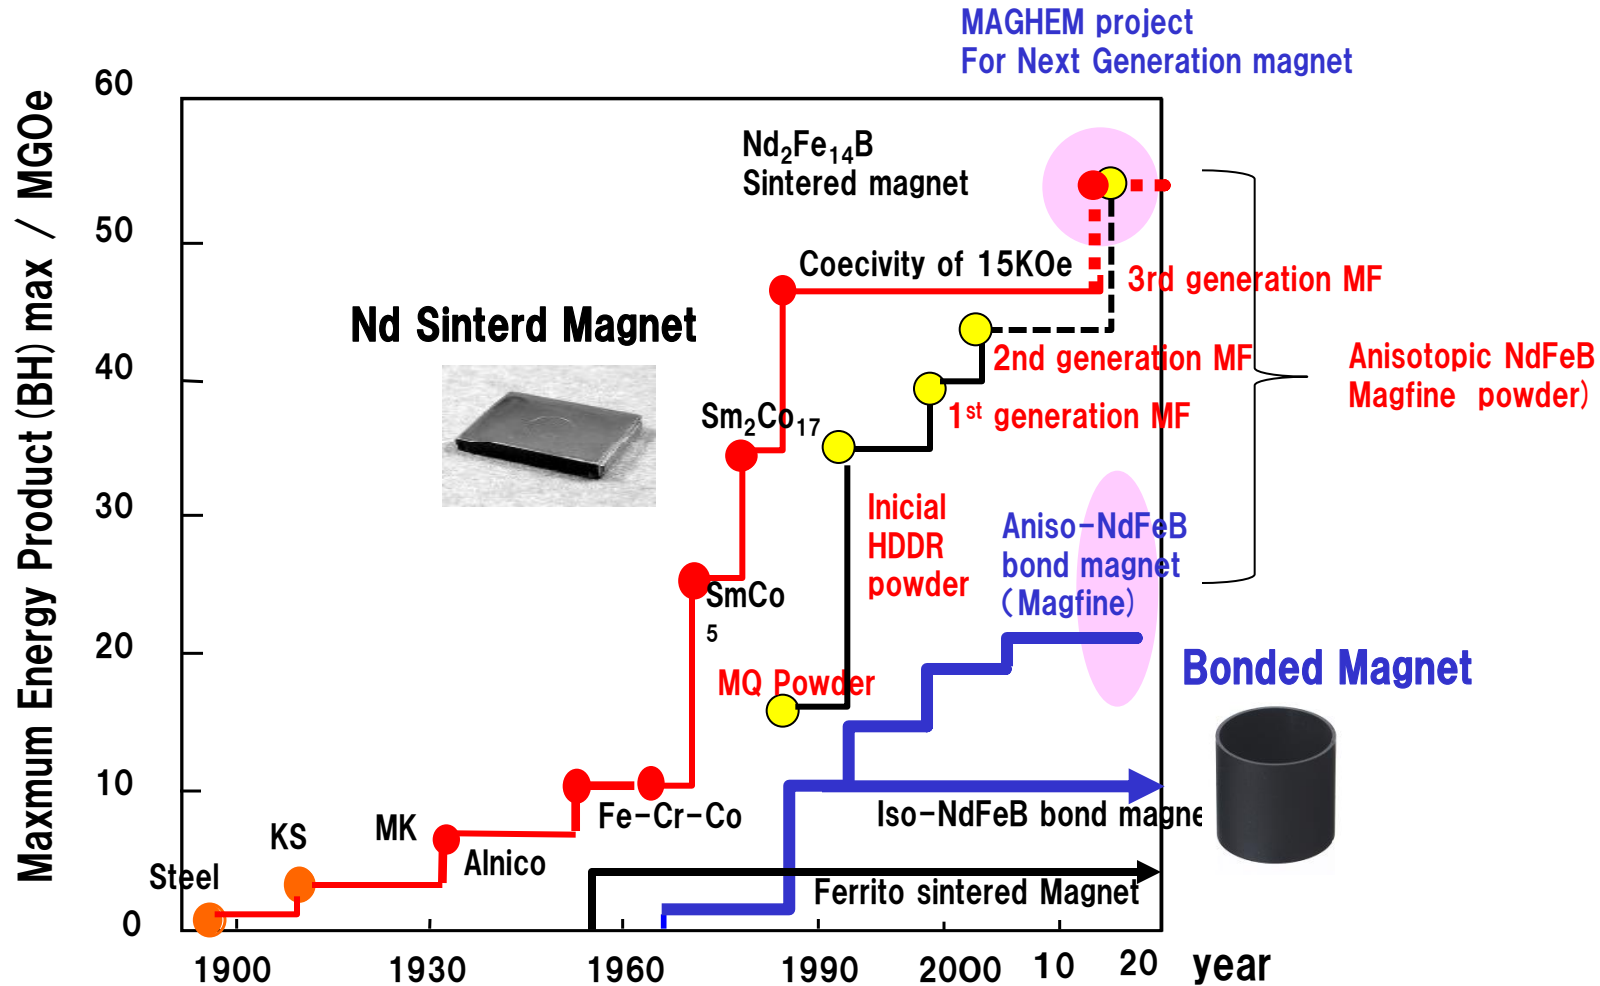 MAGHEM project
For Next Generation magnet
Maxmum Energy Product(BH)max / MGOe
60
50
40
30
20
10
0
Nd2Fe14B
Sintered magnet
Coecivity of 15KOe
3rd generation MF
Nd Sinterd Magnet
2nd generation MF
Anisotopic NdFeB
Magfine powder)
Sm2Co17
1st generation MF
Inicial
HDDR
powder
Aniso-NdFeB
bond magnet
(Magfine)
SmCo
5
MQ Powder
Bonded Magnet
Fe-Cr-Co
Iso-NdFeB bond magne
MK
KS
Alnico
Steel
Ferrito sintered Magnet
1900
1930
1960
1990
2000
10
20
year